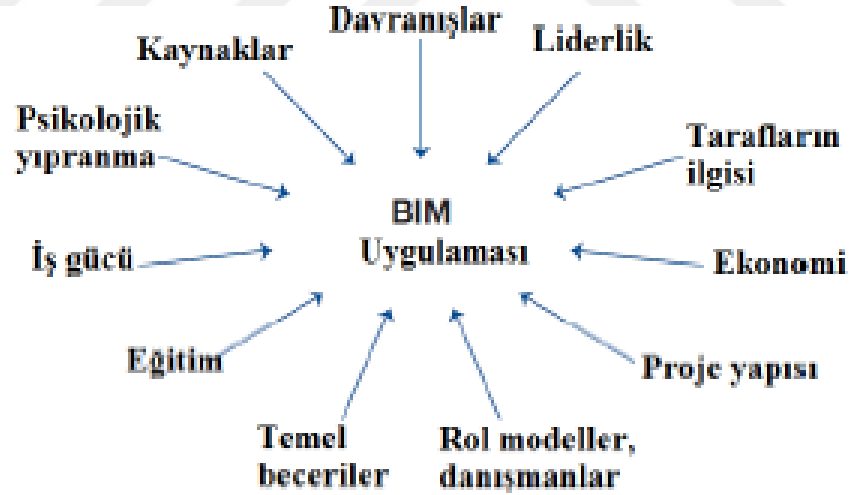 Davranışlar
Kaynaklar
Liderlik
Psikolojik
yıpranma
Tarafların
ilgisi
BIM
Uygulaması
İş gücü
Ekonomi
Eğitim
Proje yapısı
Temel
beceriler
Rol modeller,
danışmanlar